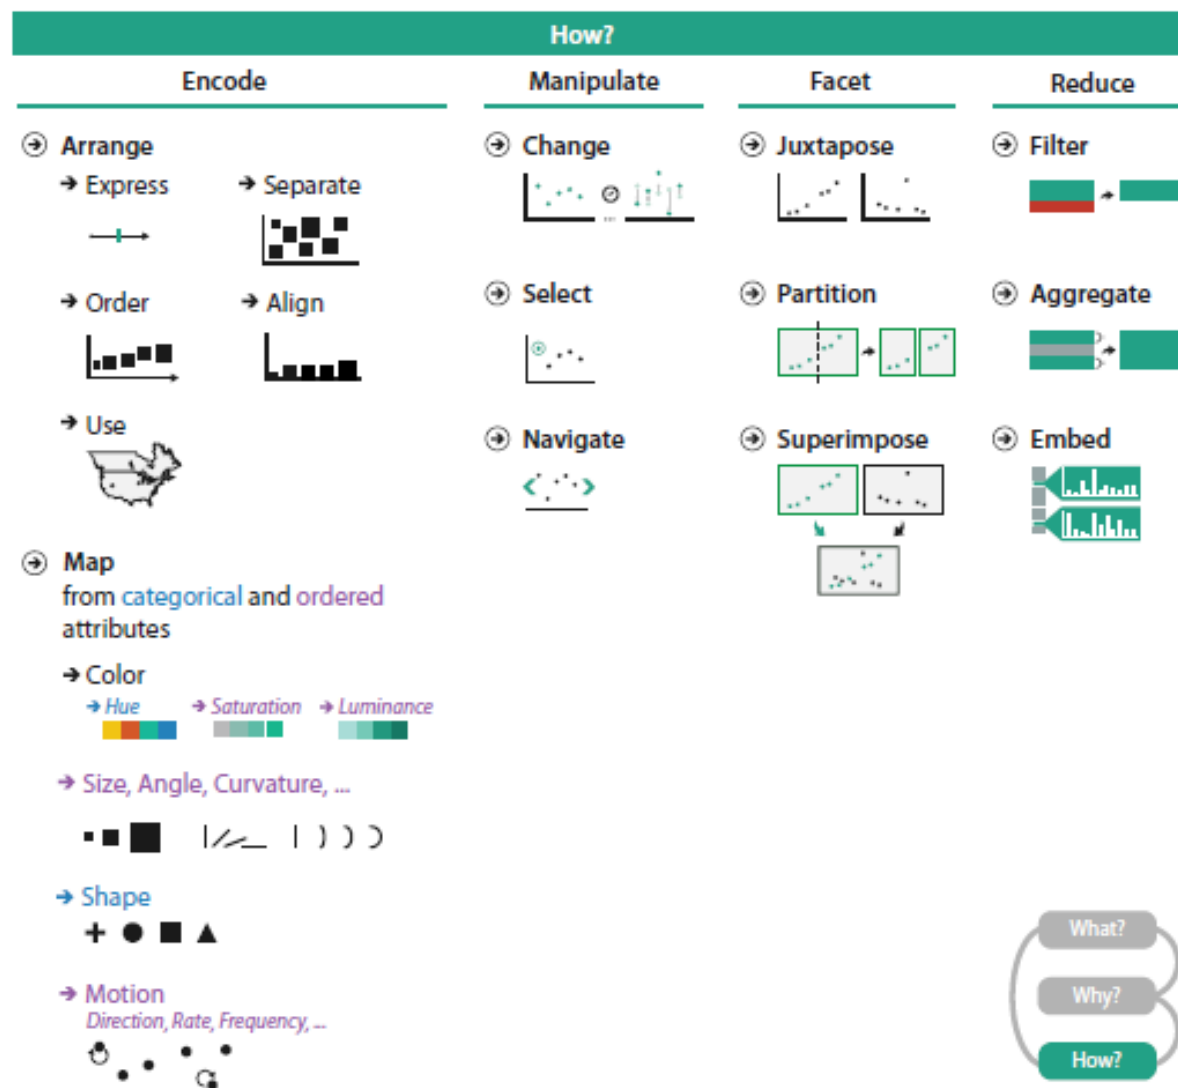 How?
Encode
Manipulate
Facet
Reduce
Arrange
Express
Separate
Order
Align
Use
Map
from categorical and ordered
attributes
Color
Hue
Saturation
Luminance
Size, Angle, Curvature, ...
Shape
Motion
Direction, Rate, Frequency, ...
Change
...
Select
Navigate
Juxtapose
Partition
Superimpose
Filter
Aggregate
Embed
What?
Why?
How?